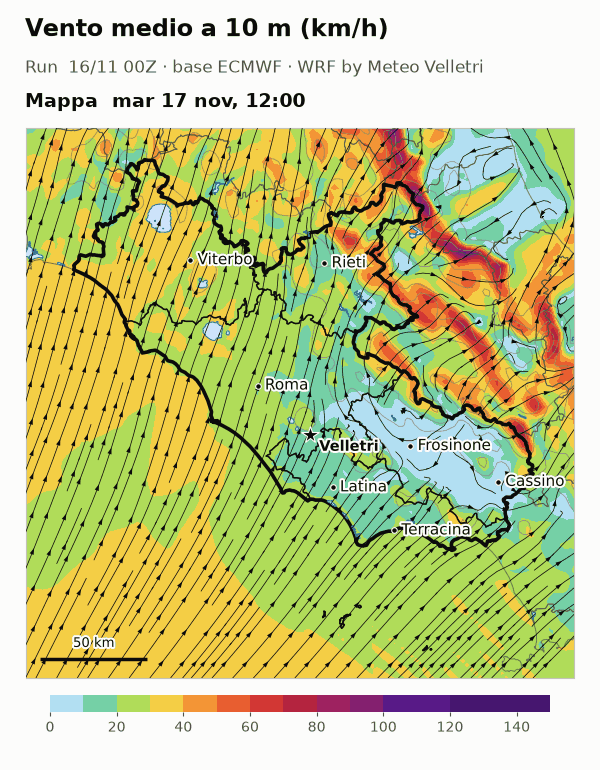 Vento medio a 10 m (km/h)
Run  16/11 00Z · base ECMWF · WRF by Meteo Velletri
Mappa  mar 17 nov, 12:00
Viterbo
Rieti
Roma
Velletri
Frosinone
Latina
Cassino
Terracina
50 km
0 20 40 60 80 100 120 140